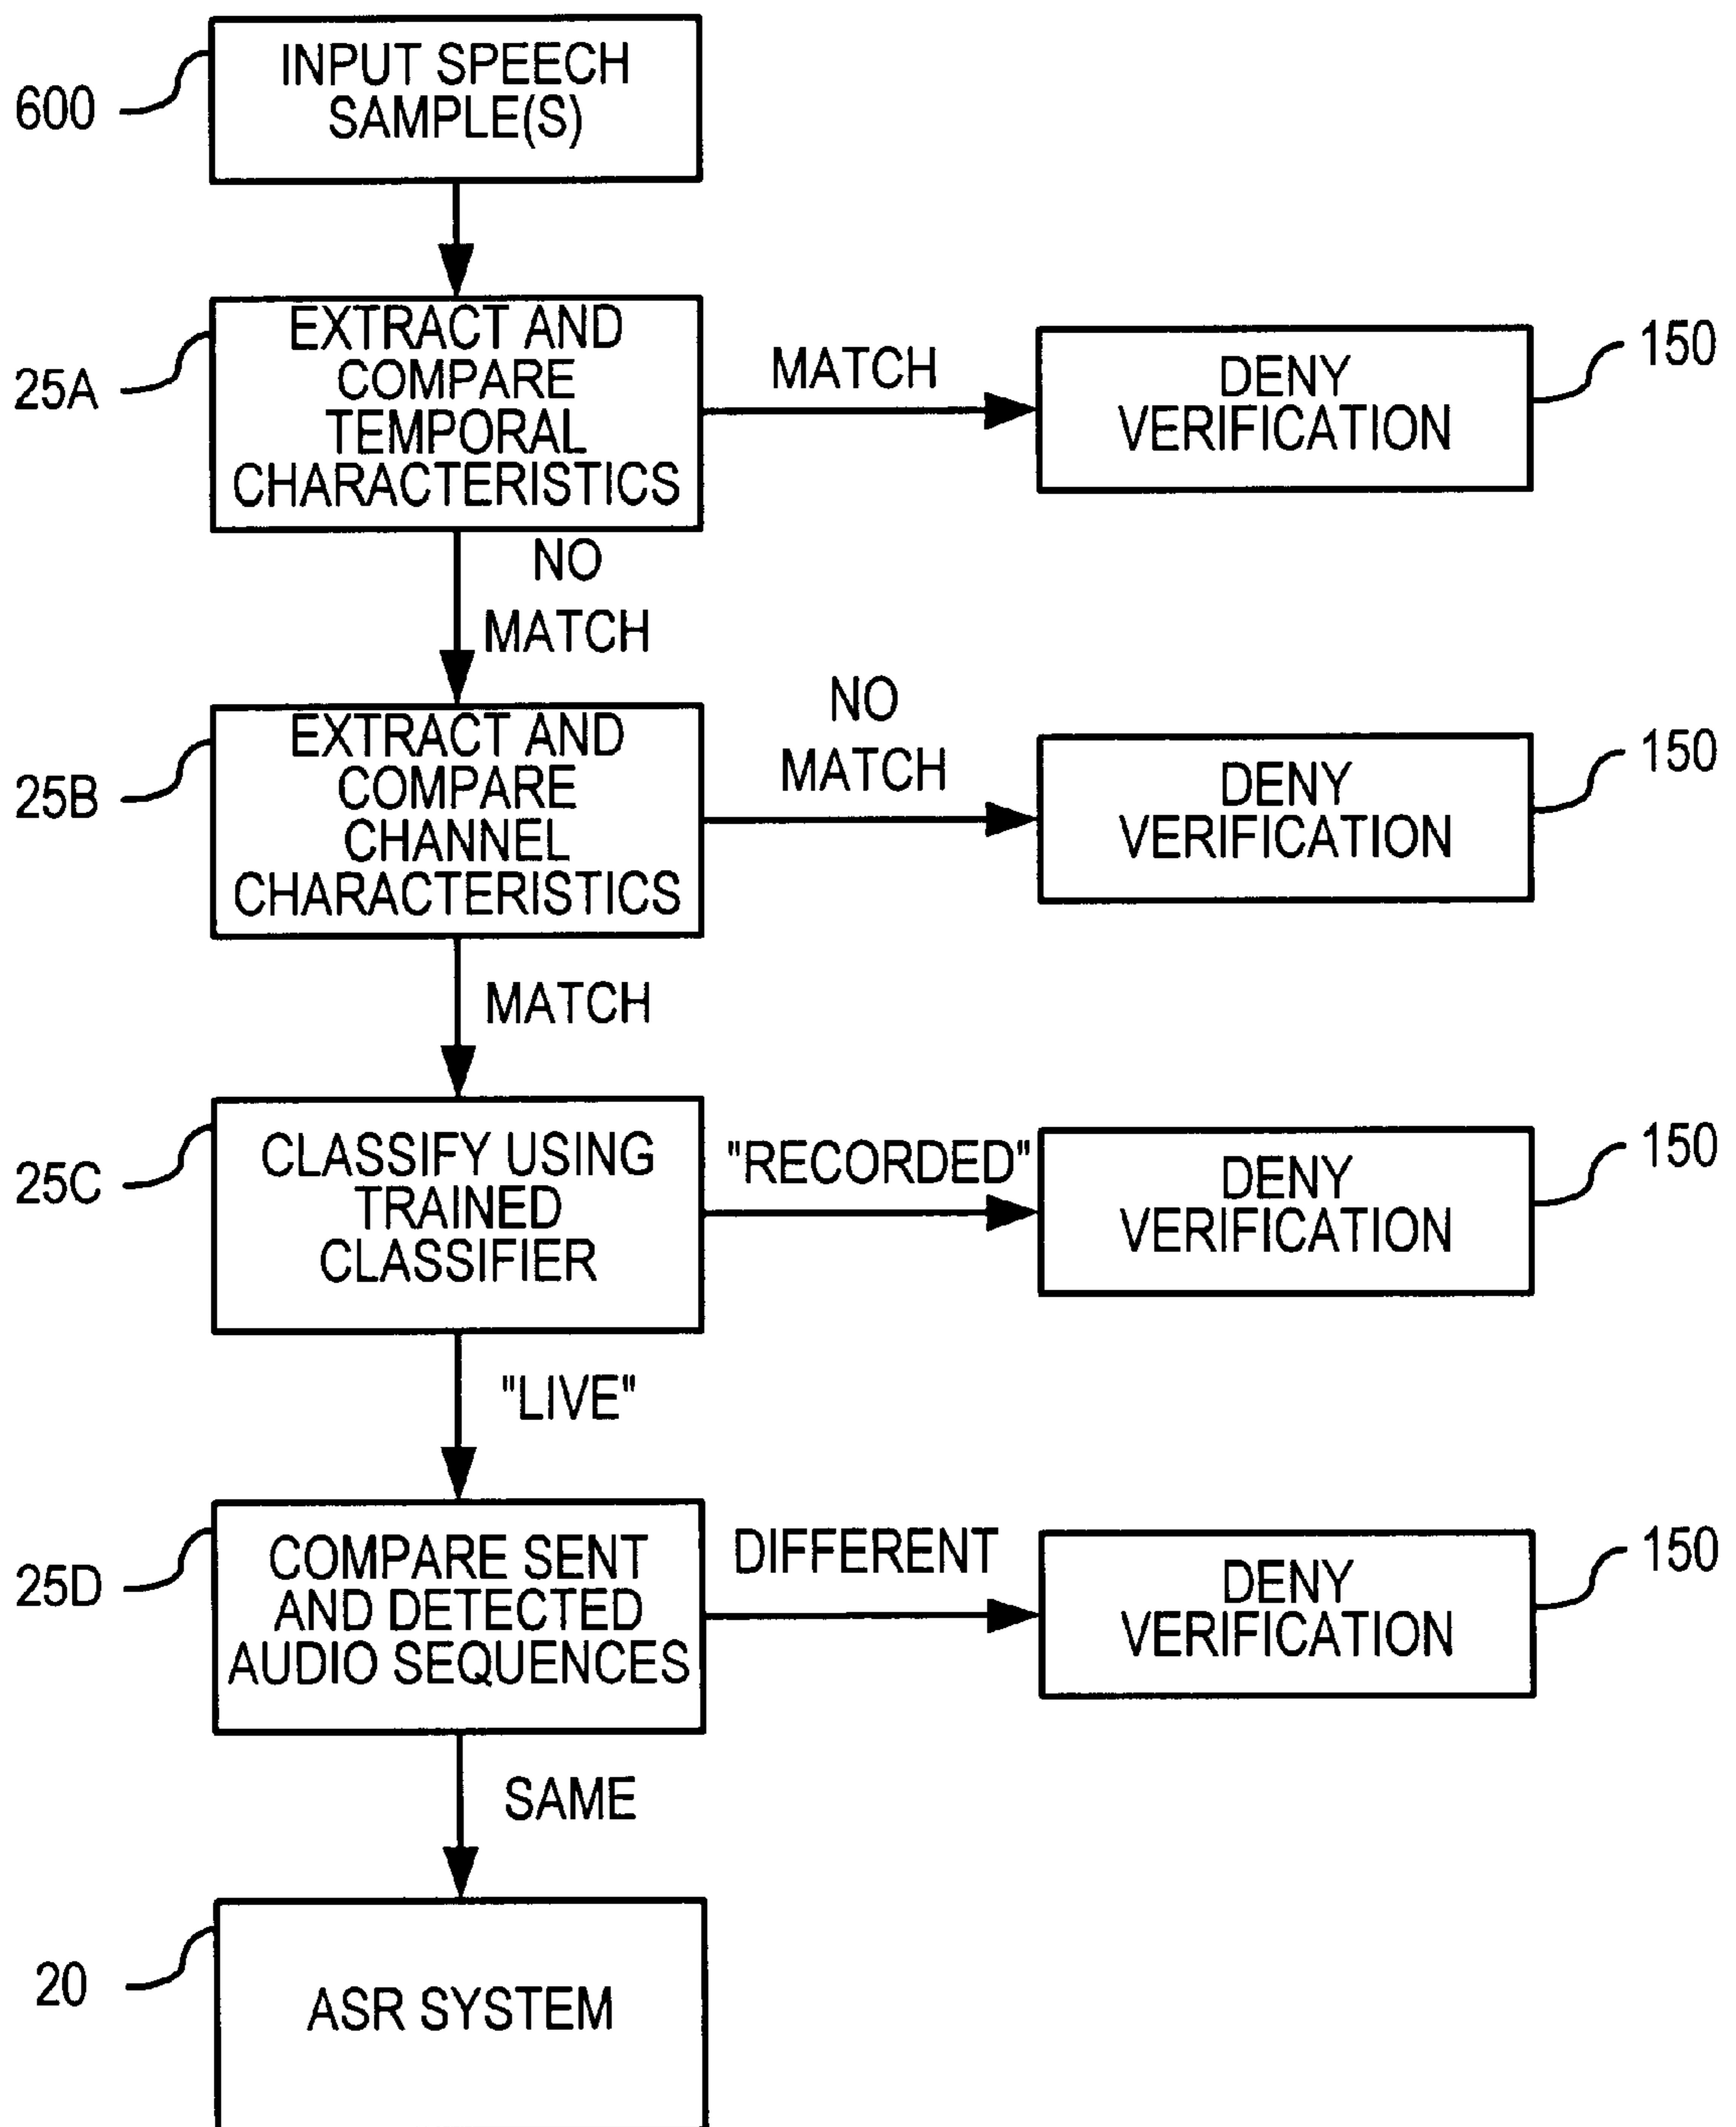 INPUT SPEECH
SAMPLE(S)
600
EXTRACT AND
COMPARE
TEMPORAL
CHARACTERISTICS
25A
MATCH
DENY
VERIFICATION
150
NO
MATCH
EXTRACT AND
COMPARE
CHANNEL
CHARACTERISTICS
25B
NO
MATCH
DENY
VERIFICATION
150
MATCH
CLASSIFY USING
TRAINED
CLASSIFIER
25C
"RECORDED"
DENY
VERIFICATION
150
"LIVE"
COMPARE SENT
AND DETECTED
AUDIO SEQUENCES
25D
DIFFERENT
DENY
VERIFICATION
150
SAME
ASR SYSTEM
20